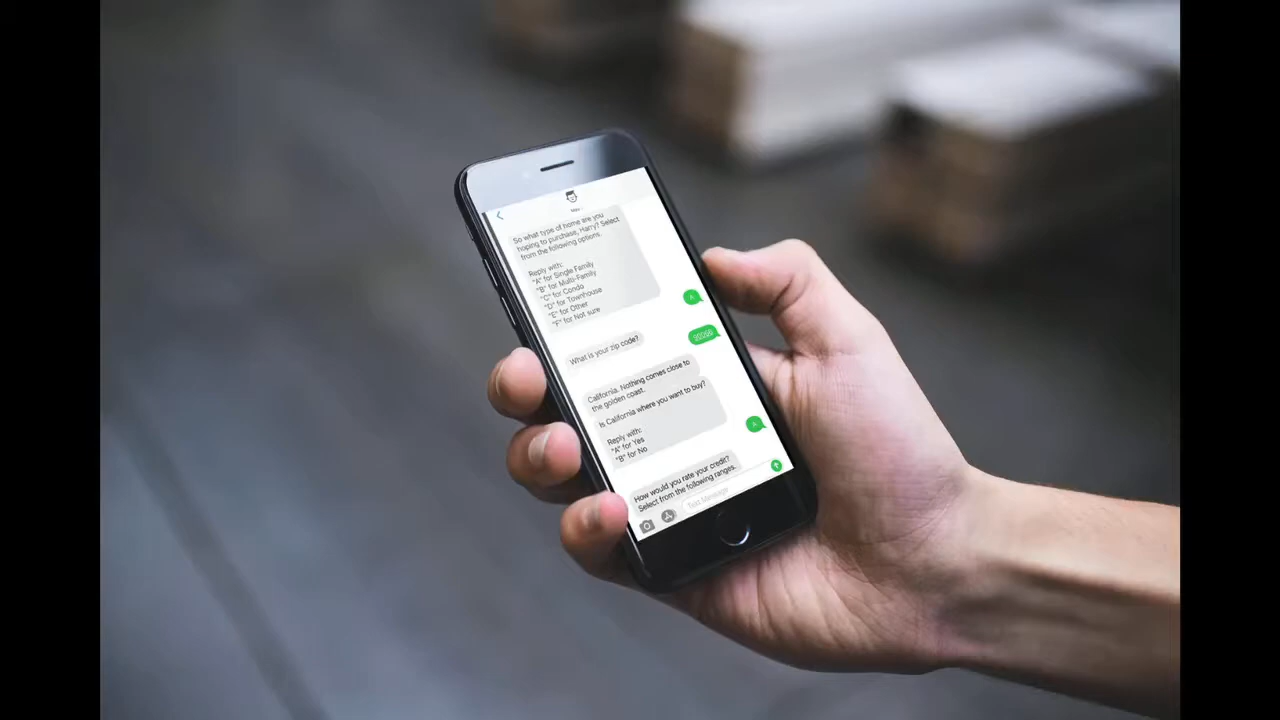 So what type of home are you
hoping to purchase, Harry? Select
from the following options.
Reply with:
"A" for Single Family
"B" for Multi-Family
"C" for Condo
"D" for Townhouse
"E" for Other
"F" for Not sure
A
What is your zip code?
California. Nothing comes close to
the golden coast.
Is California where you want to buy?
Reply with:
"A" for Yes
"B" for No
A
How would you rate your credit?
Select from the following ranges.
Text Message